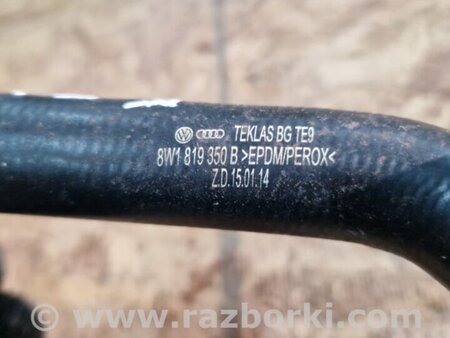 TEKLAS BG TE9
8W1 819 350 B >EPDM/PEROX<
Z.D.15.01.14
© www.razborki.com